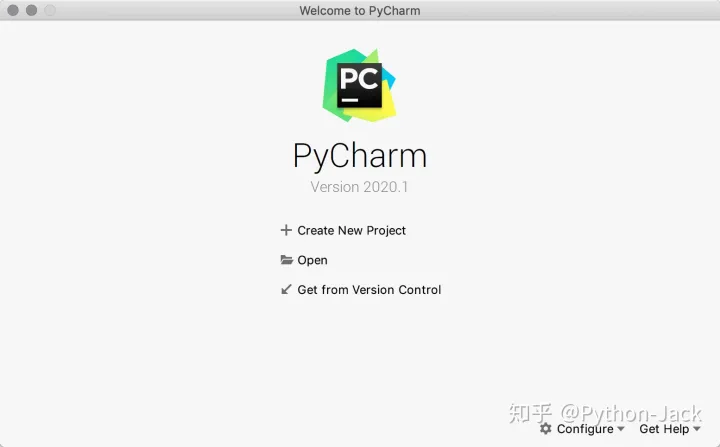 Welcome to PyCharm
PC
PyCharm
Version 2020.1
Create New Project
Open
Get from Version Control
知乎 @Python-Jack
Configure
Get Help